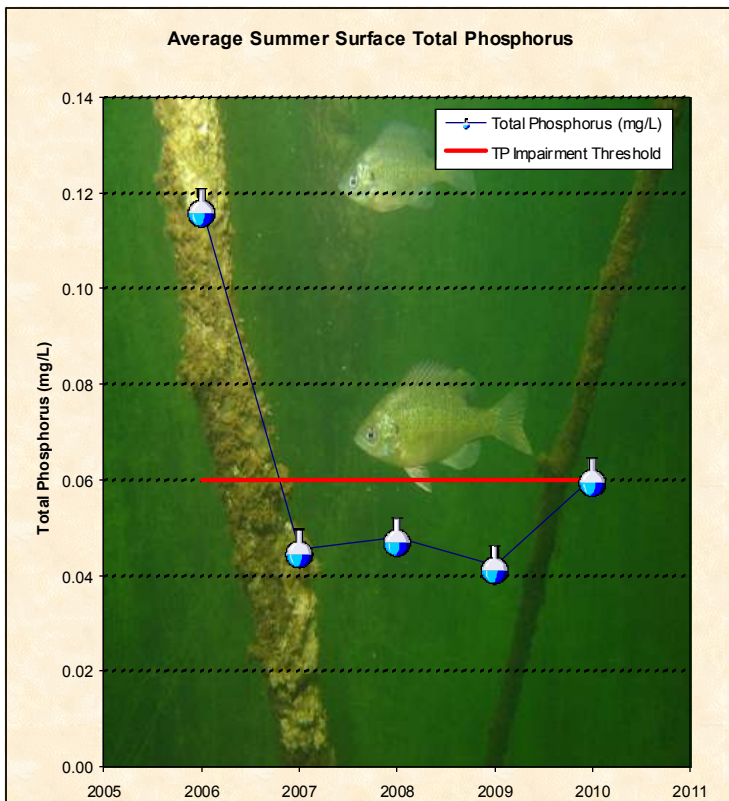 Average Summer Surface Total Phosphorus
Total Phosphorus (mg/L)
TP Impairment Threshold
Total Phosphorus (mg/L)
0.14
0.12
0.10
0.08
0.06
0.04
0.02
0.00
2005 2006 2007 2008 2009 2010 2011